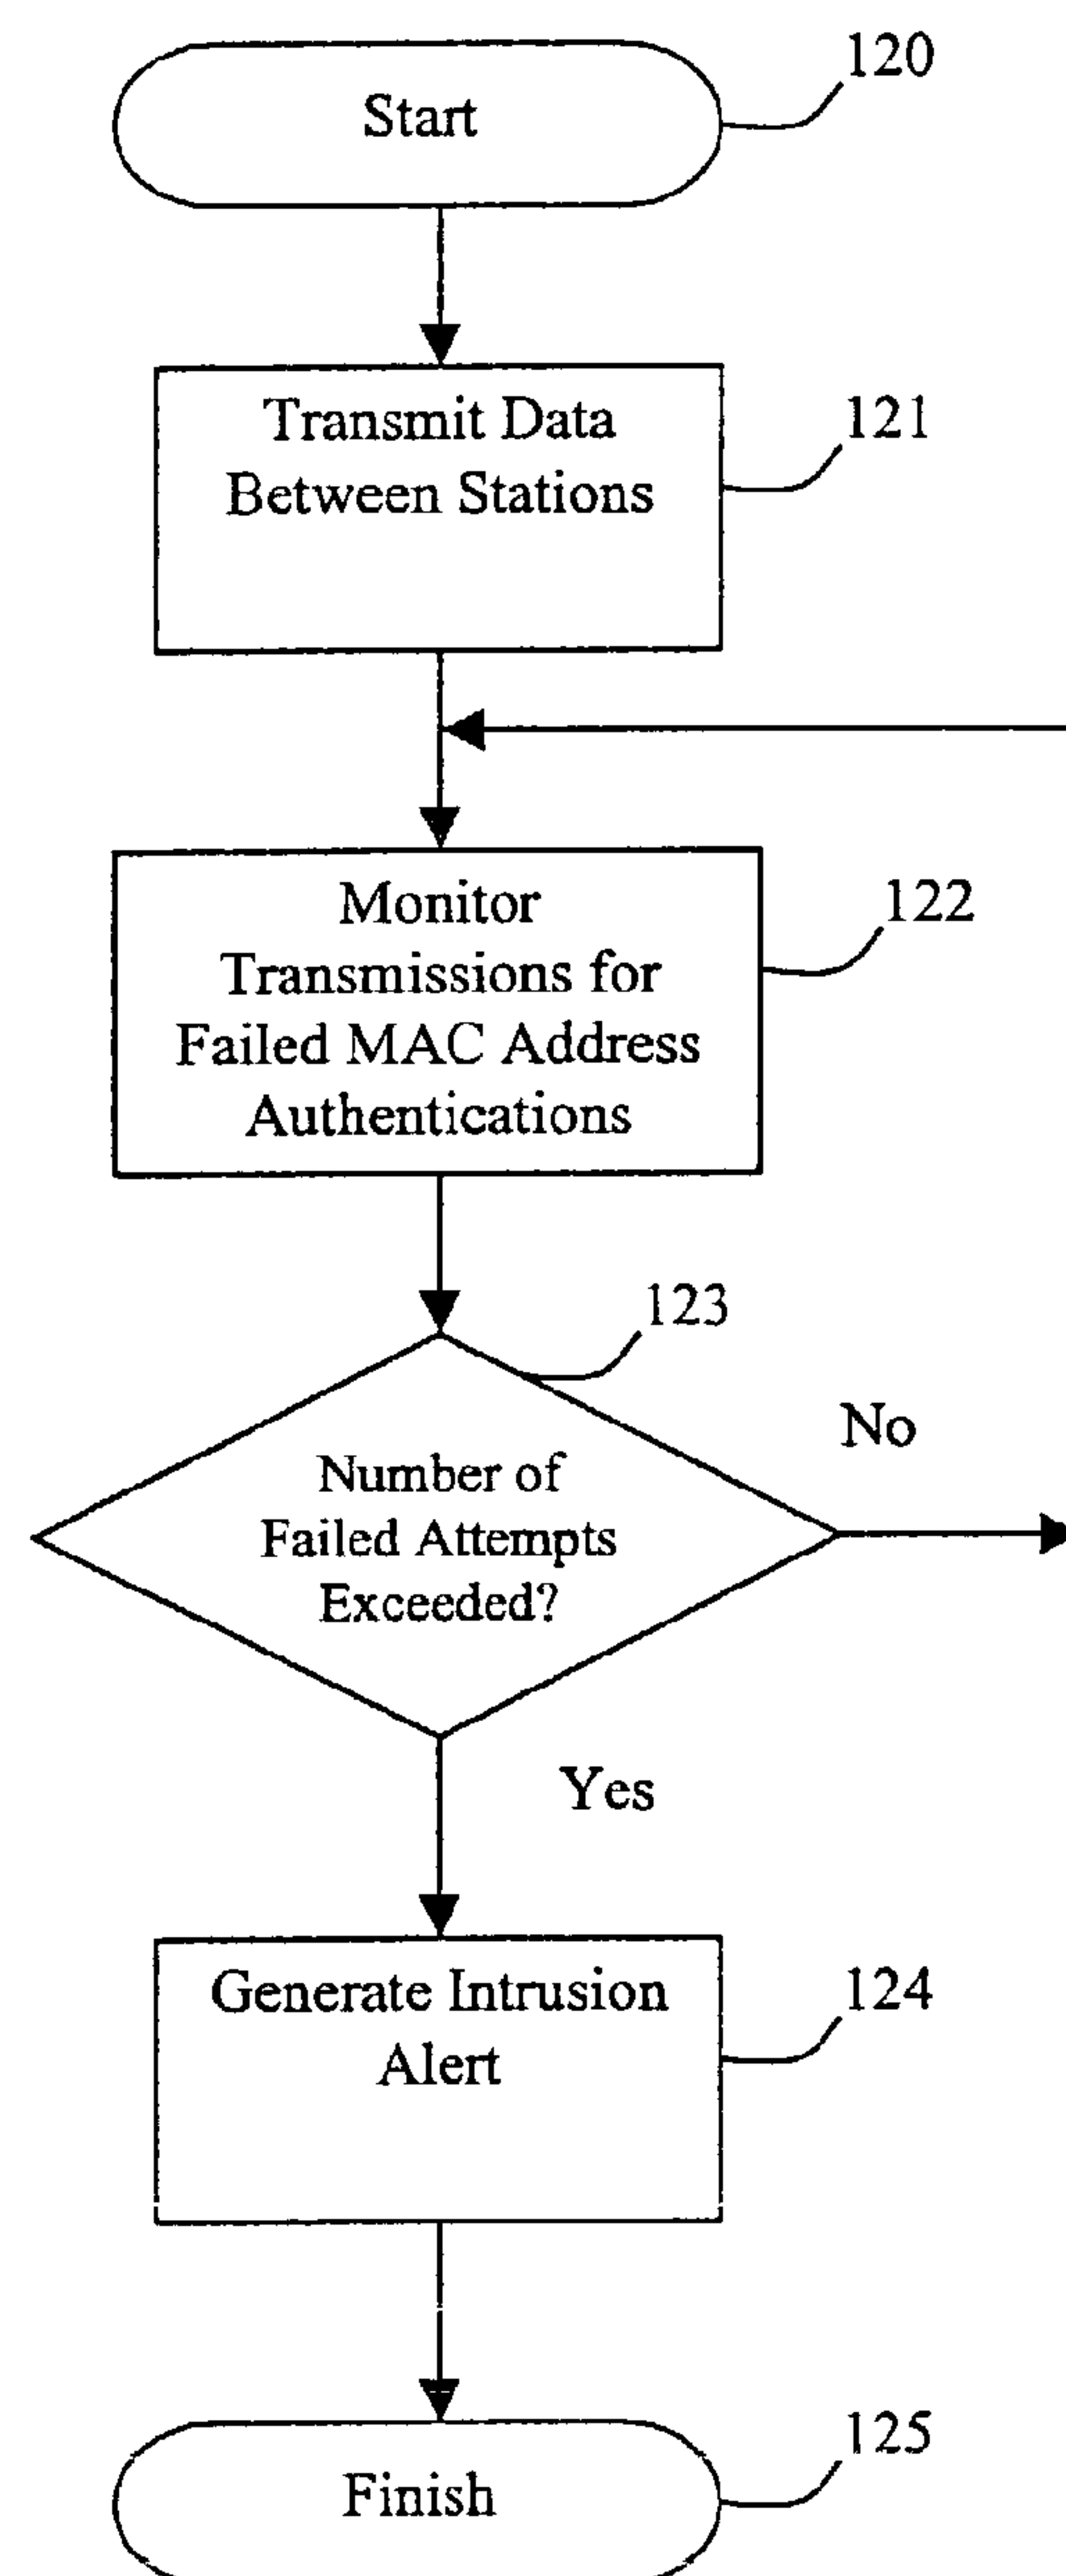 120
Start
121
Transmit Data
Between Stations
122
Monitor
Transmissions for
Failed MAC Address
Authentications
123
No
Number of
Failed Attempts
Exceeded?
Yes
124
Generate Intrusion
Alert
125
Finish